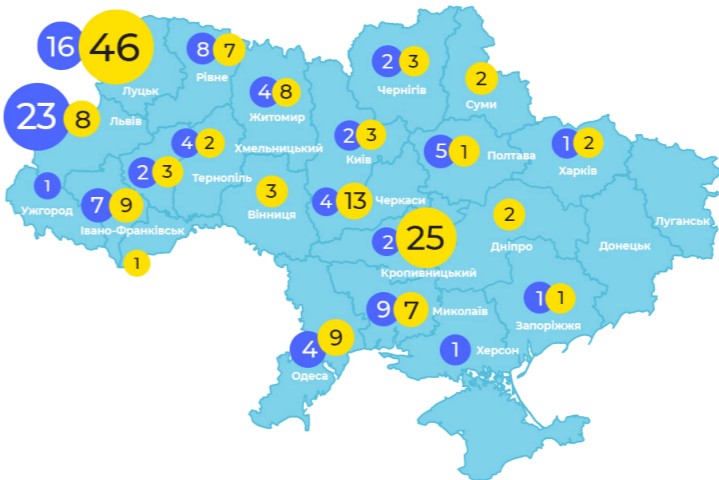 16 46
Луцьк
8 7
Рівне
2 3
Чернігів
2
Суми
4 8
Житомир
23 8
Львів
2 3
Київ
5 1
Полтава
1 2
Харків
4 2
Хмельницький
2 3
Тернопіль
1
Ужгород
7 9
Івано-Франківськ
3
Вінниця
4 13
Черкаси
2
Дніпро
Луганськ
Донецьк
2 25
Кропивницький
1
9 7
Миколаїв
1 1
Запоріжжя
4 9
Одеса
1
Херсон